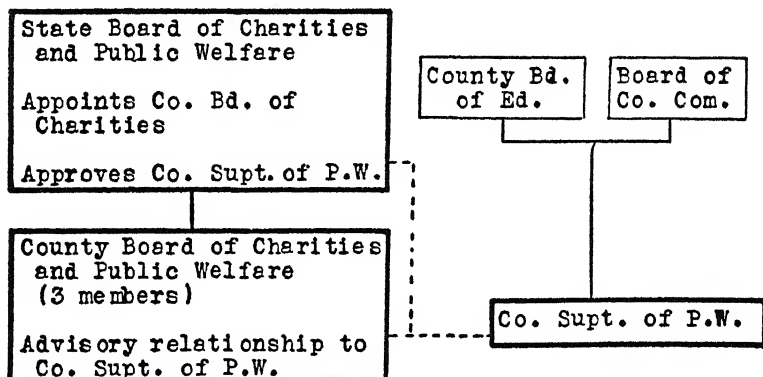 State Board of Charities
and Public Welfare
Appoints Co. Bd. of
Charities
Approves Co. Supt. of P.W.
County Bd.
of Ed.
Board of
Co. Com.
County Board of Charities
and Public Welfare
(3 members)
Advisory relationship to
Co. Supt. of P.W.
Co. Supt. of P.W.